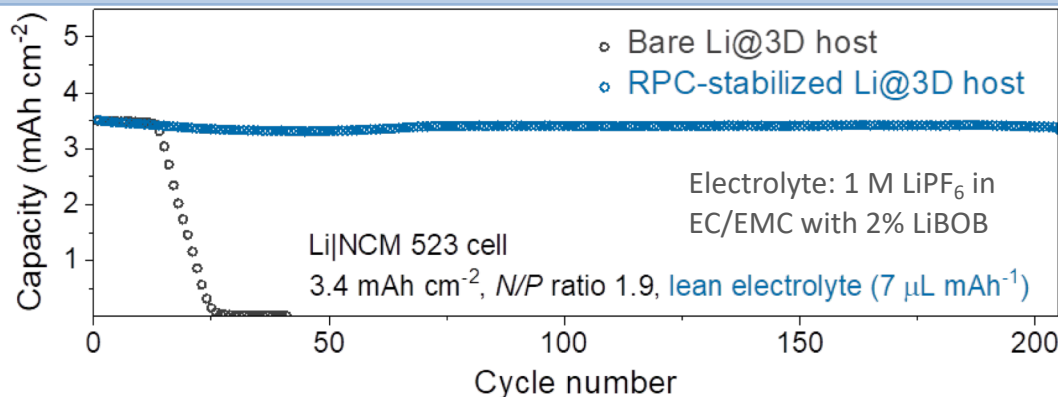 5
4
3
2
1
Capacity (mAh cm⁻²)
Bare Li@3D host
RPC-stabilized Li@3D host
Electrolyte: 1 M LiPF₆ in
EC/EMC with 2% LiBOB
Li|NCM 523 cell
3.4 mAh cm⁻², N/P ratio 1.9, lean electrolyte (7 μL mAh⁻¹)
0 50 100 150 200
Cycle number